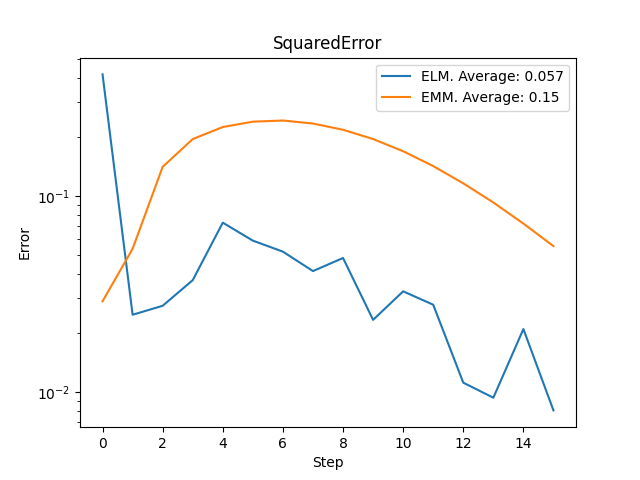 SquaredError
ELM. Average: 0.057
EMM. Average: 0.15
Error
10⁻¹
10⁻²
0 2 4 6 8 10 12 14
Step